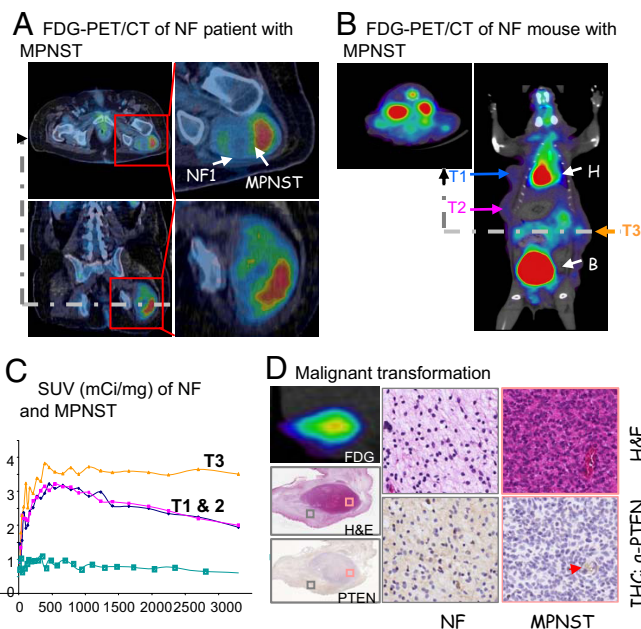 A FDG-PET/CT of NF patient with
MPNST
NF1
MPNST
B FDG-PET/CT of NF mouse with
MPNST
T1
H
T2
T3
B
C
SUV (mCi/mg) of NF
and MPNST
4
3
2
1
0
T3
T1 & 2
0 500 1000 1500 2000 2500 3000
D Malignant transformation
FDG
H&E
PTEN
H&E
IHC: α-PTEN
NF
MPNST